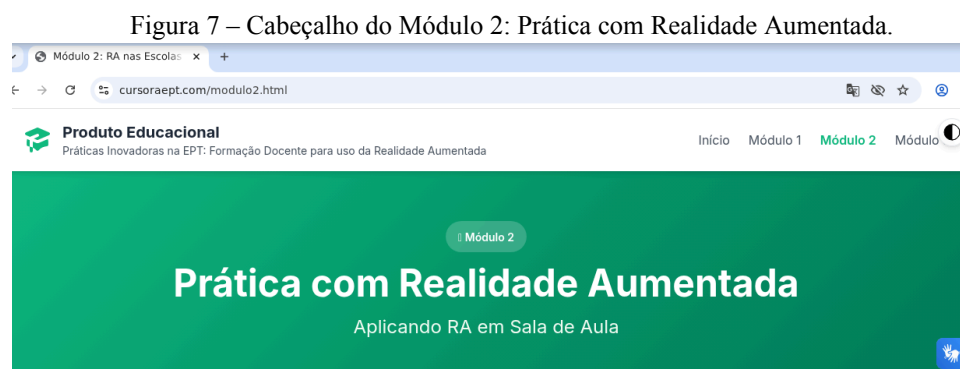 Figura 7 – Cabeçalho do Módulo 2: Prática com Realidade Aumentada.
Módulo 2: RA nas Escolas
cursoraept.com/modulo2.html
Produto Educacional
Práticas Inovadoras na EPT: Formação Docente para uso da Realidade Aumentada
Início Módulo 1 Módulo 2 Módulo
Módulo 2
Prática com Realidade Aumentada
Aplicando RA em Sala de Aula